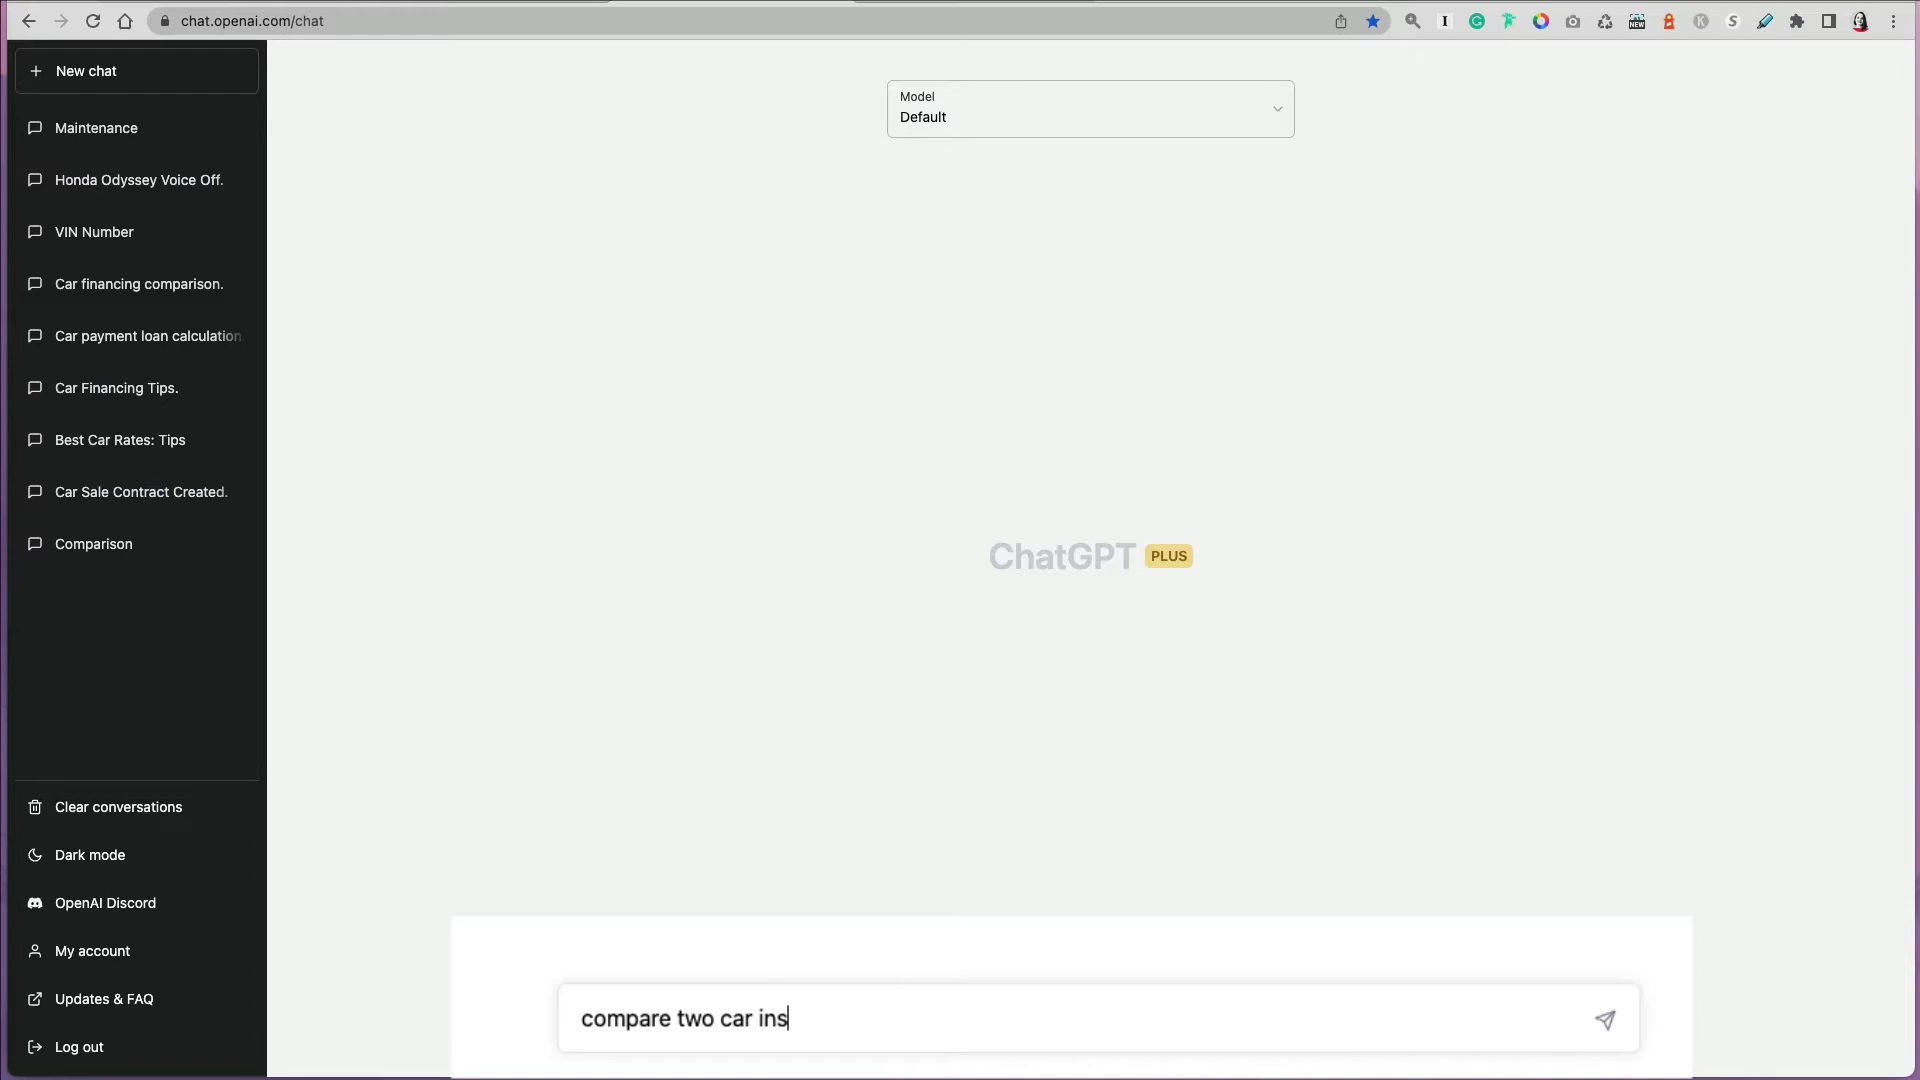 chat.openai.com/chat
New chat
Maintenance
Honda Odyssey Voice Off.
VIN Number
Car financing comparison.
Car payment loan calculation.
Car Financing Tips.
Best Car Rates: Tips
Car Sale Contract Created.
Comparison
Clear conversations
Dark mode
OpenAI Discord
My account
Updates & FAQ
Log out
Model
Default
ChatGPT PLUS
compare two car ins
NEW